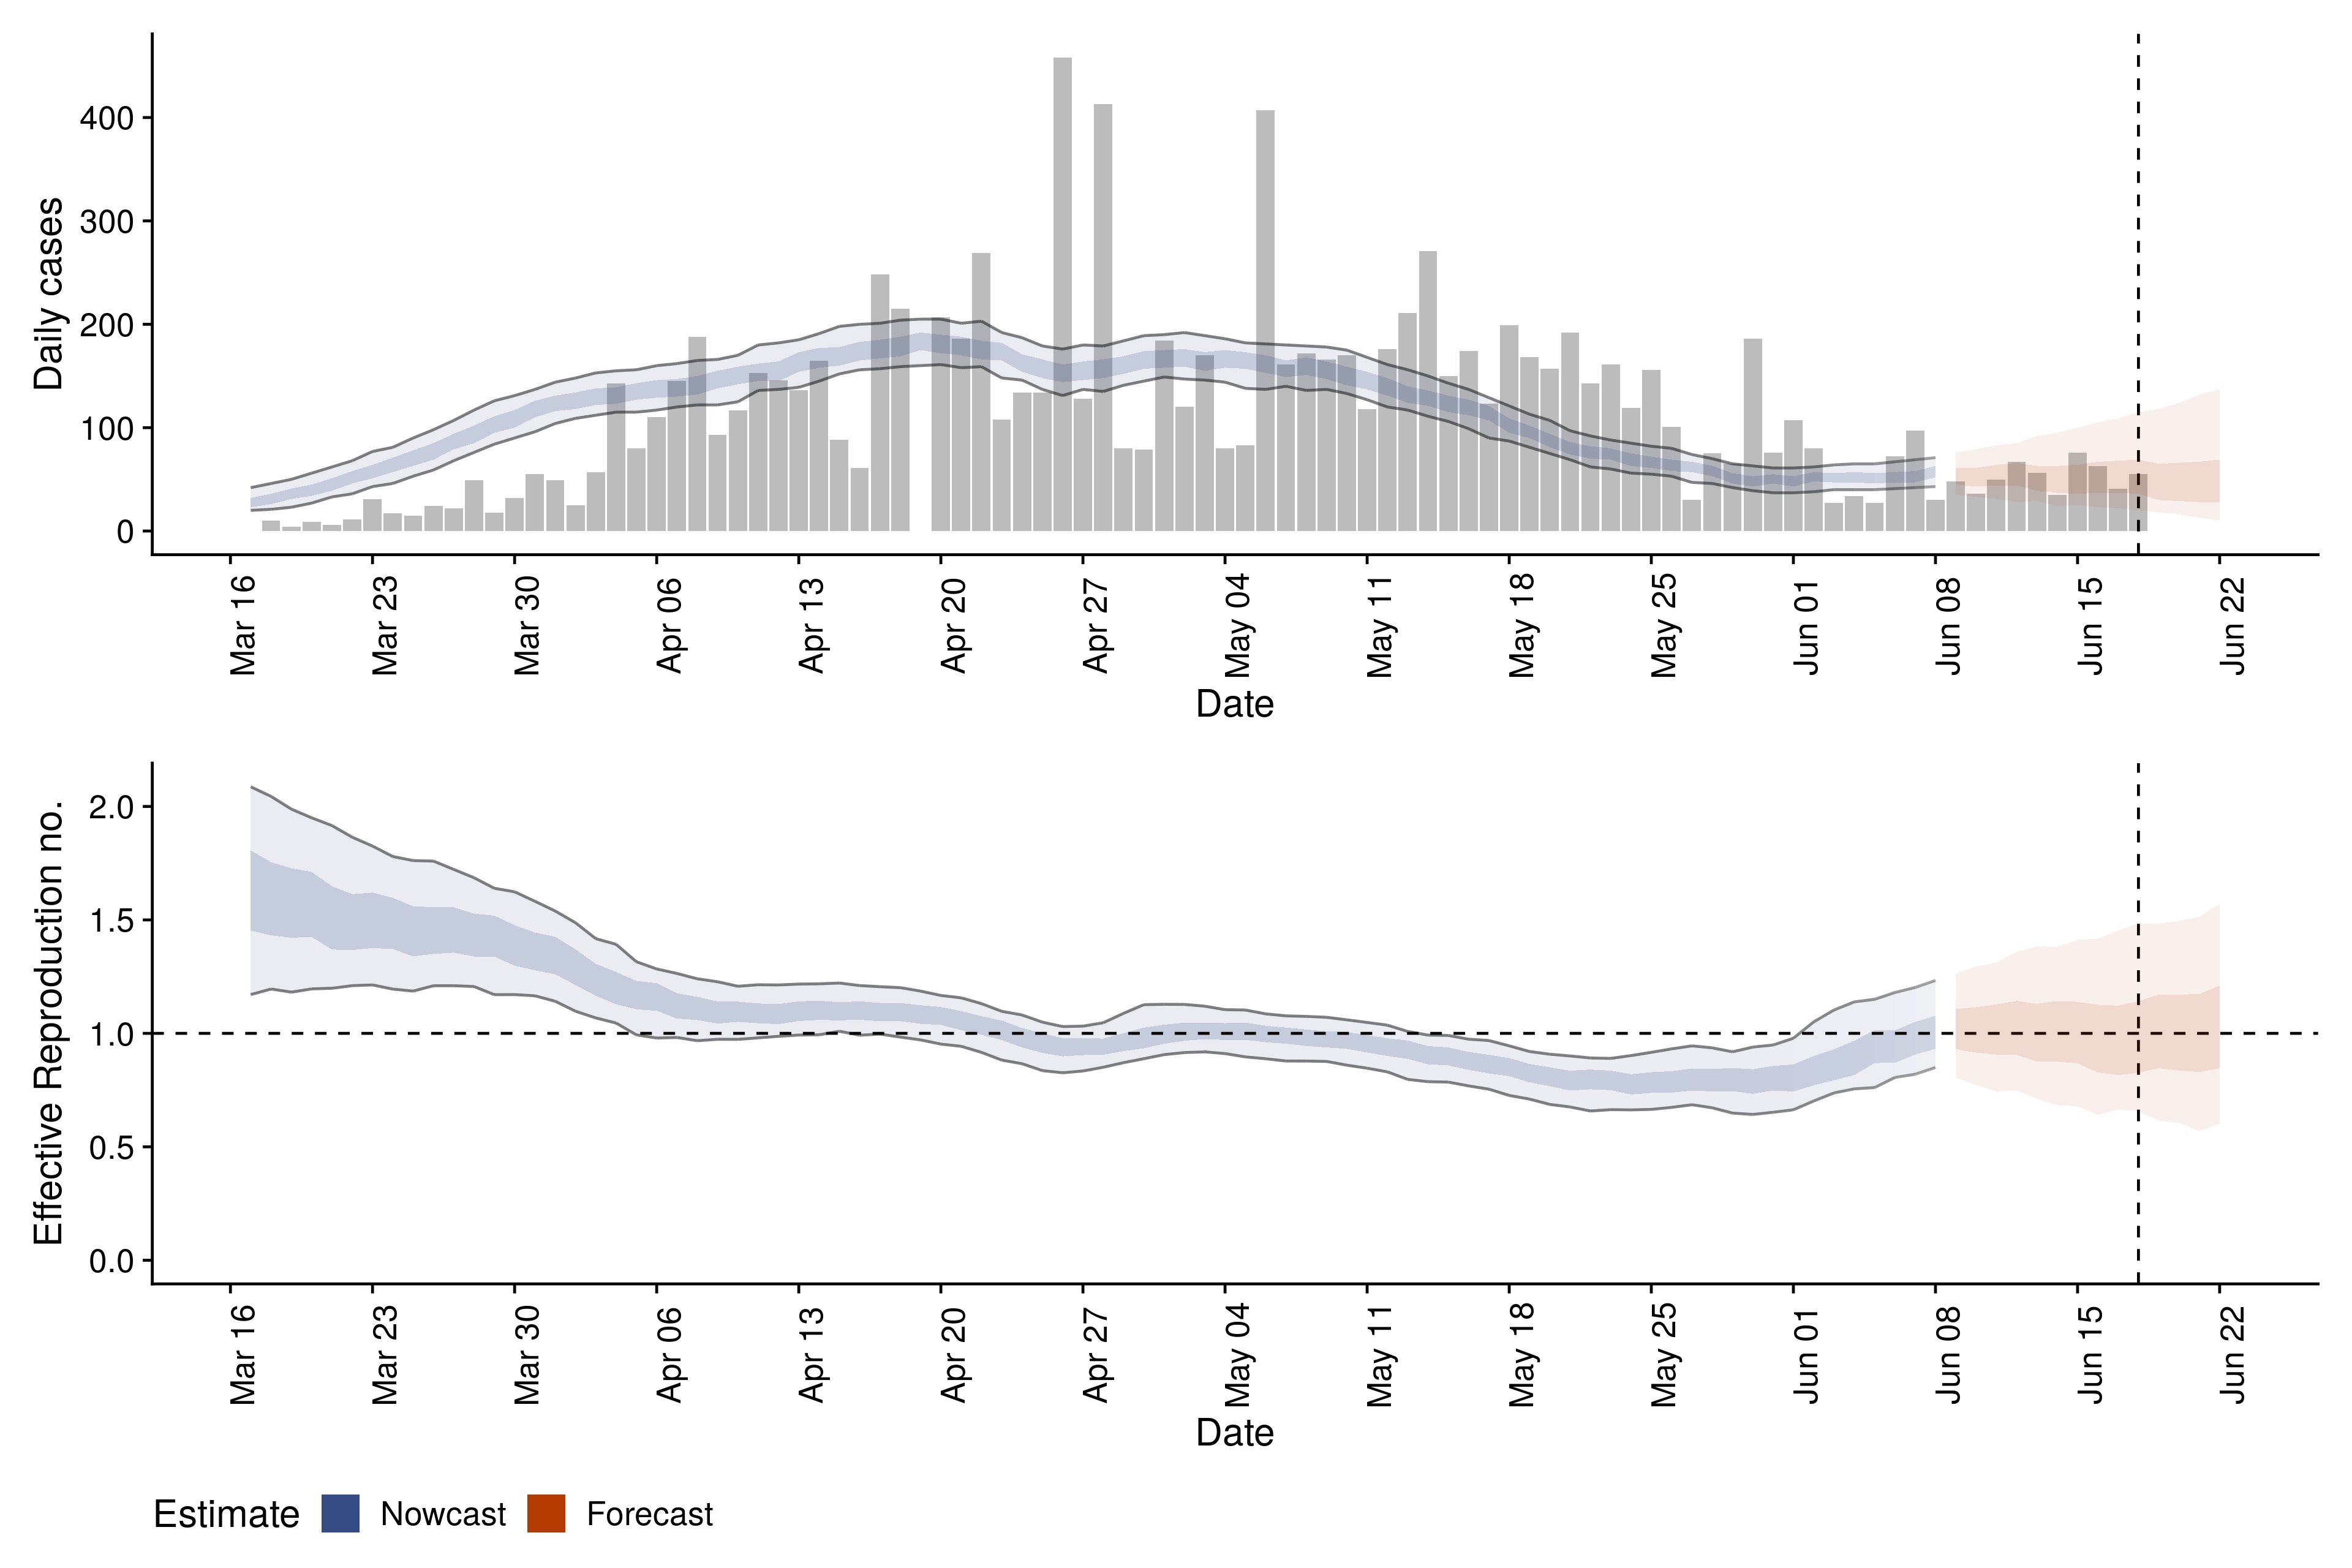 Daily cases
400
300
200
100
0
Mar 16
Mar 23
Mar 30
Apr 06
Apr 13
Apr 20
Apr 27
May 04
May 11
May 18
May 25
Jun 01
Jun 08
Jun 15
Jun 22
Date
Effective Reproduction no.
2.0
1.5
1.0
0.5
0.0
Mar 16
Mar 23
Mar 30
Apr 06
Apr 13
Apr 20
Apr 27
May 04
May 11
May 18
May 25
Jun 01
Jun 08
Jun 15
Jun 22
Date
Estimate Nowcast Forecast